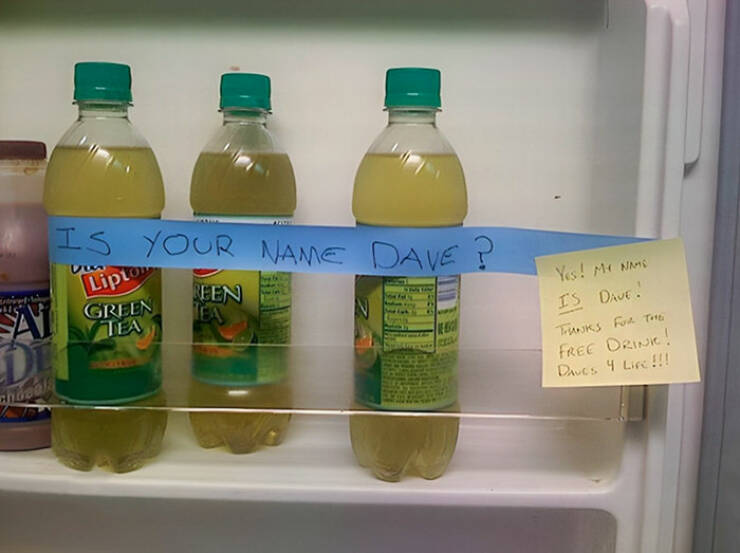 IS YOUR NAME DAVE?
YES! MY NAME
IS DAVE!
THANKS FOR THE
FREE DRINK!
DAVES 4 LIFE!!!
Lipton
GREEN
TEA